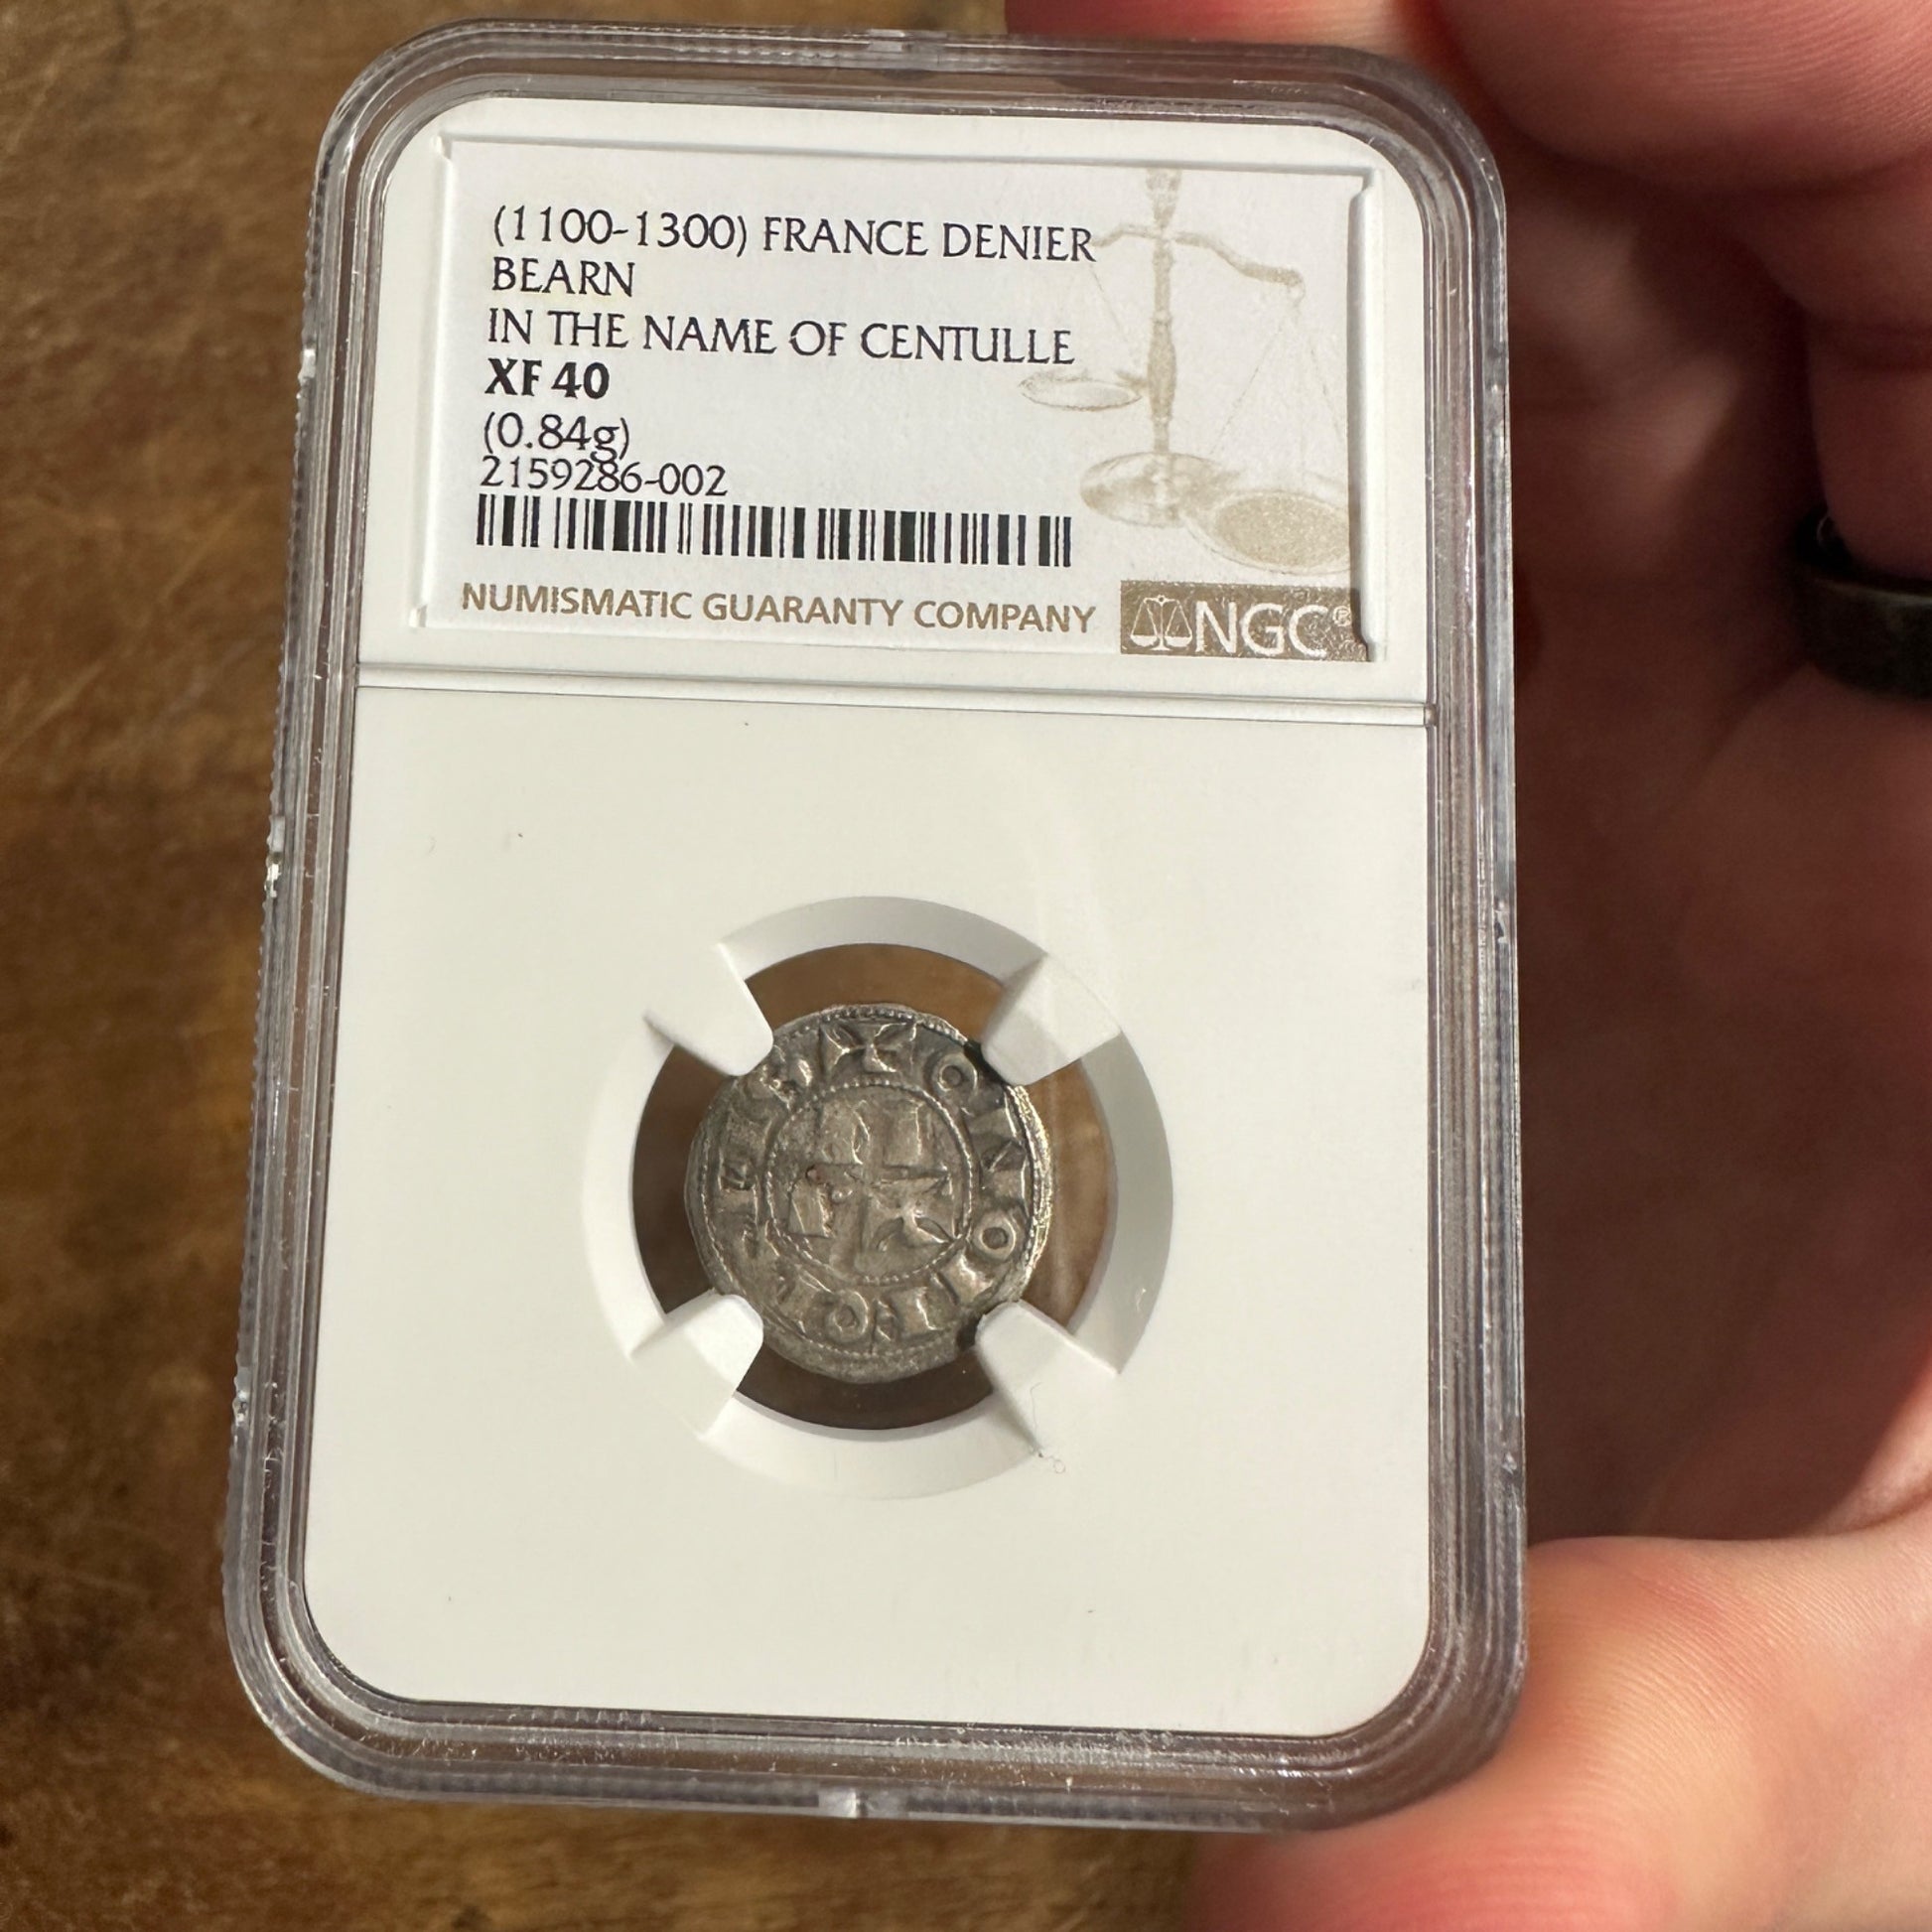 (1100-1300) FRANCE DENIER
BEARN
IN THE NAME OF CENTULLE
XF 40
(0.84g)
2159286-002
NUMISMATIC GUARANTY COMPANY
NGC®